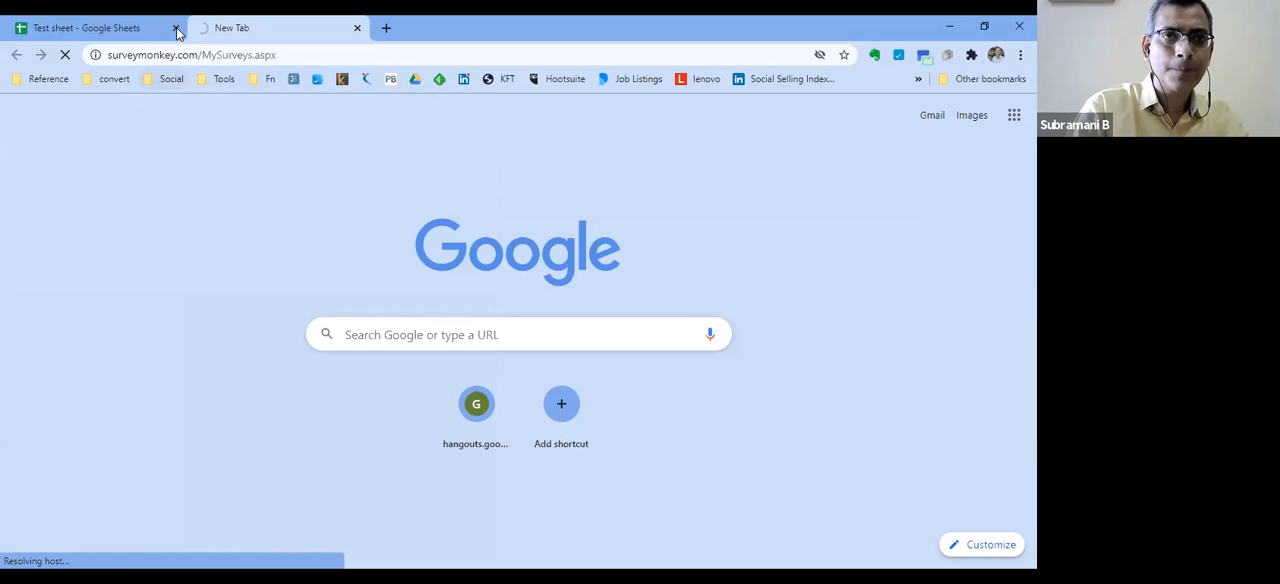 Test sheet - Google Sheets
New Tab
surveymonkey.com/MySurveys.aspx
Reference
convert
Social
Tools
Fn
PB
KFT
Hootsuite
Job Listings
L lenovo
Social Selling Index...
»
Other bookmarks
Gmail
Images
Google
Search Google or type a URL
G
hangouts.goo...
Add shortcut
Customize
Resolving host...
Subramani B